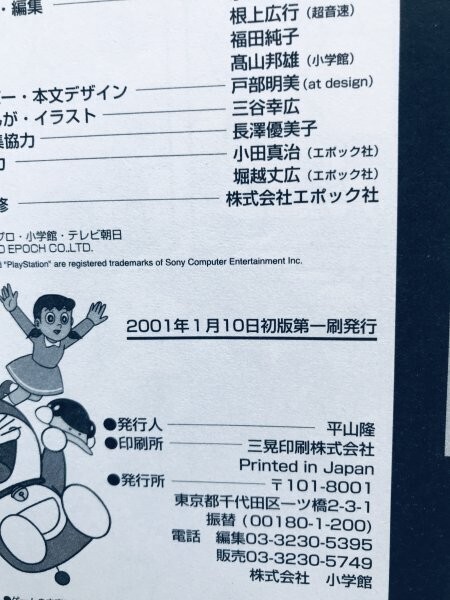 ・編集
根上広行（超音速）
福田純子
髙山邦雄（小学館）
ー・本文デザイン 戸部明美（at design）
が・イラスト 三谷幸広
集協力 長澤優美子
力 小田真治（エポック社）
堀越丈広（エポック社）
修 株式会社エポック社
プロ・小学館・テレビ朝日
EPOCH CO.,LTD.
"PlayStation" are registered trademarks of Sony Computer Entertainment Inc.
2001年1月10日初版第一刷発行
●発行人 平山隆
●印刷所 三晃印刷株式会社
Printed in Japan
●発行所 〒101-8001
東京都千代田区一ツ橋2-3-1
振替（00180-1-200）
電話 編集03-3230-5395
販売03-3230-5749
株式会社 小学館